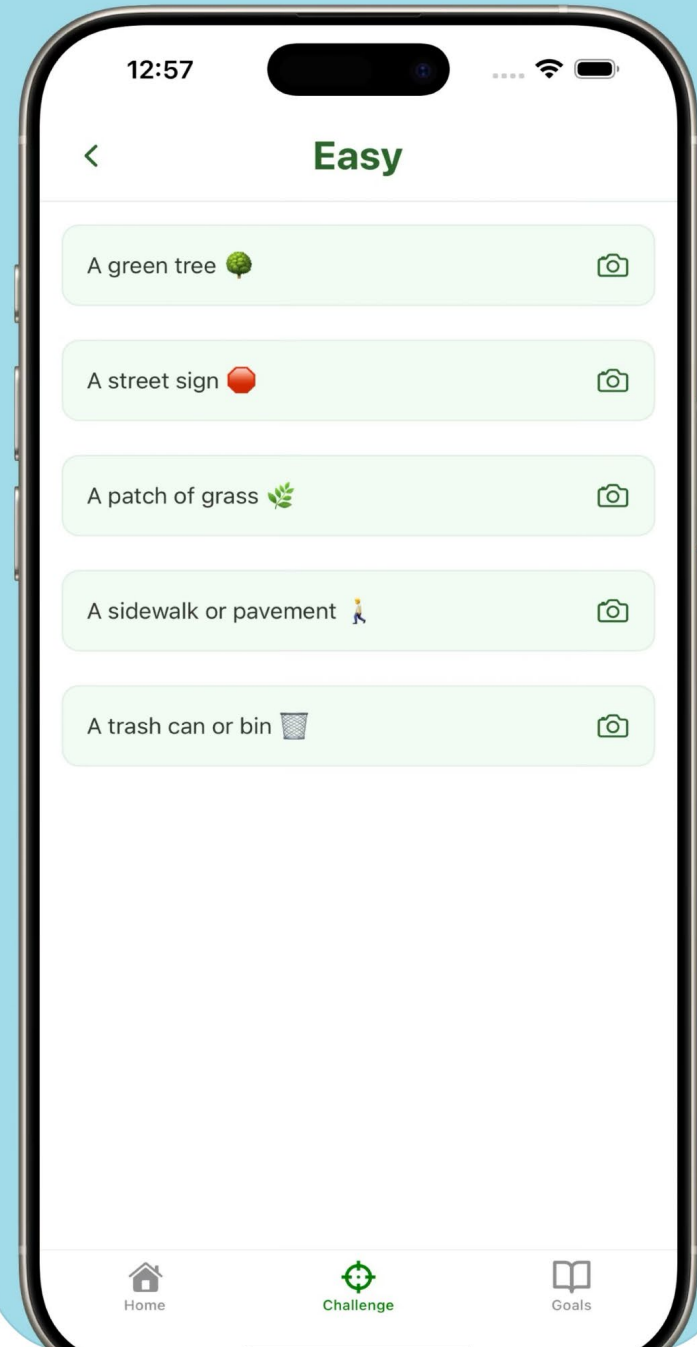 12:57
Easy
A green tree 🌳
A street sign 🛑
A patch of grass 🌿
A sidewalk or pavement 🚶
A trash can or bin 🗑️
Home
Challenge
Goals